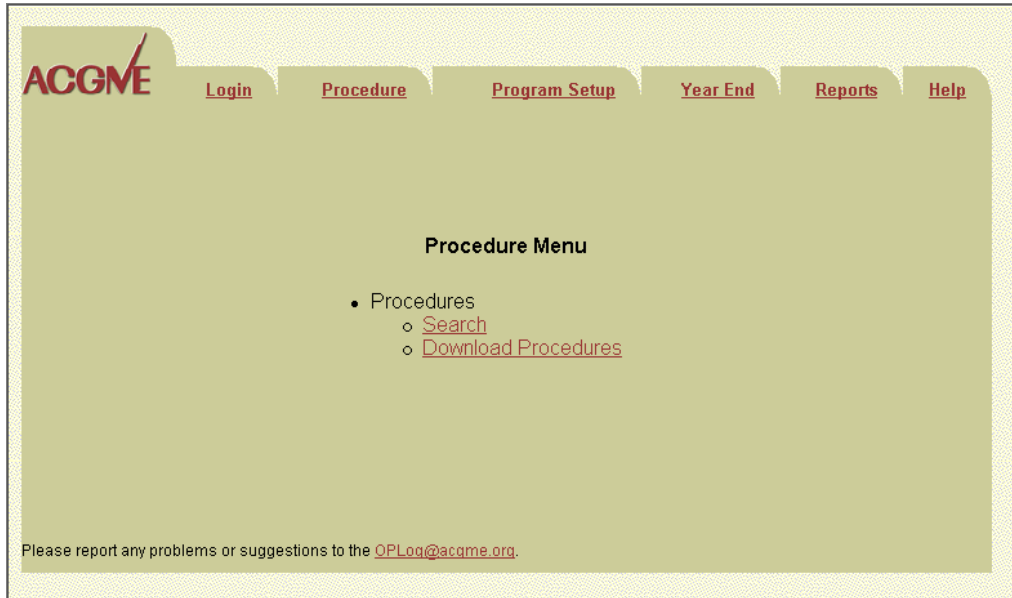 ACGME
Login Procedure Program Setup Year End Reports Help
Procedure Menu
Procedures
Search
Download Procedures
Please report any problems or suggestions to the OPLog@acgme.org.